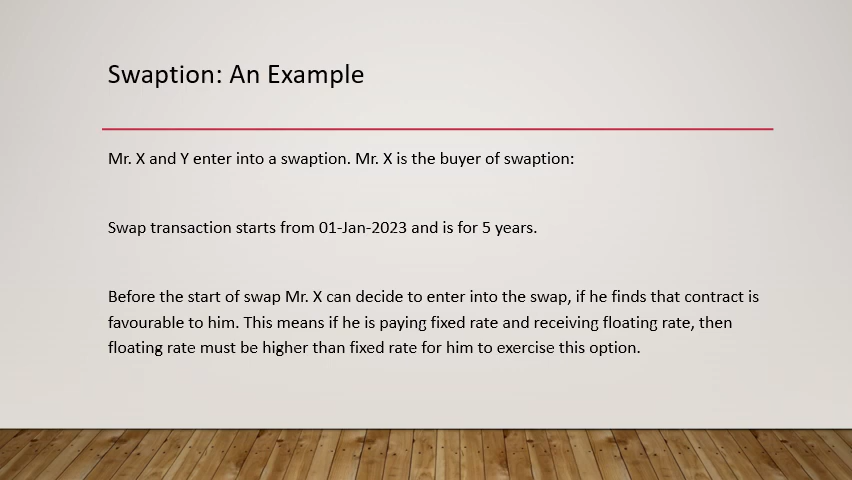 Swaption: An Example
Mr. X and Y enter into a swaption. Mr. X is the buyer of swaption:
Swap transaction starts from 01-Jan-2023 and is for 5 years.
Before the start of swap Mr. X can decide to enter into the swap, if he finds that contract is
favourable to him. This means if he is paying fixed rate and receiving floating rate, then
floating rate must be higher than fixed rate for him to exercise this option.